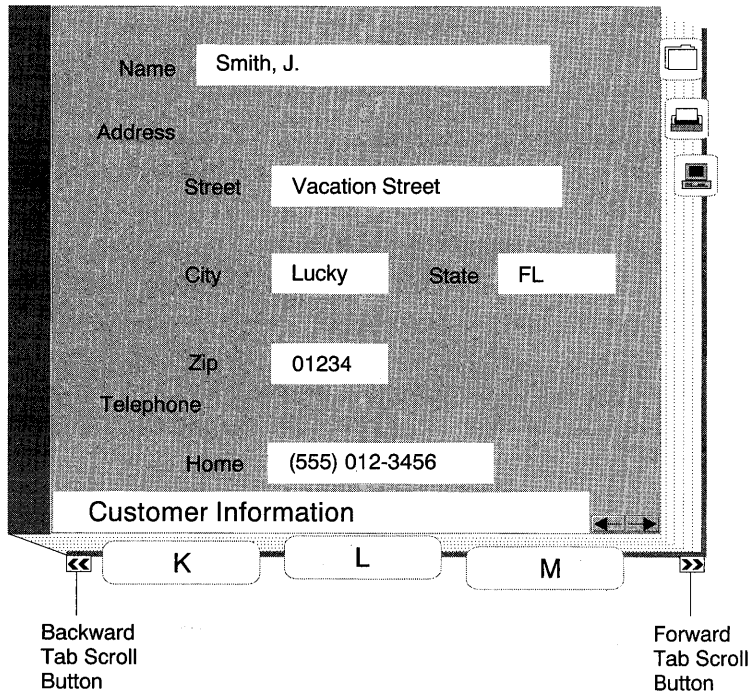 Name Smith, J.
Address
Street Vacation Street
City Lucky State FL
Zip 01234
Telephone
Home (555) 012-3456
Customer Information
K L M
Backward
Tab Scroll
Button
Forward
Tab Scroll
Button